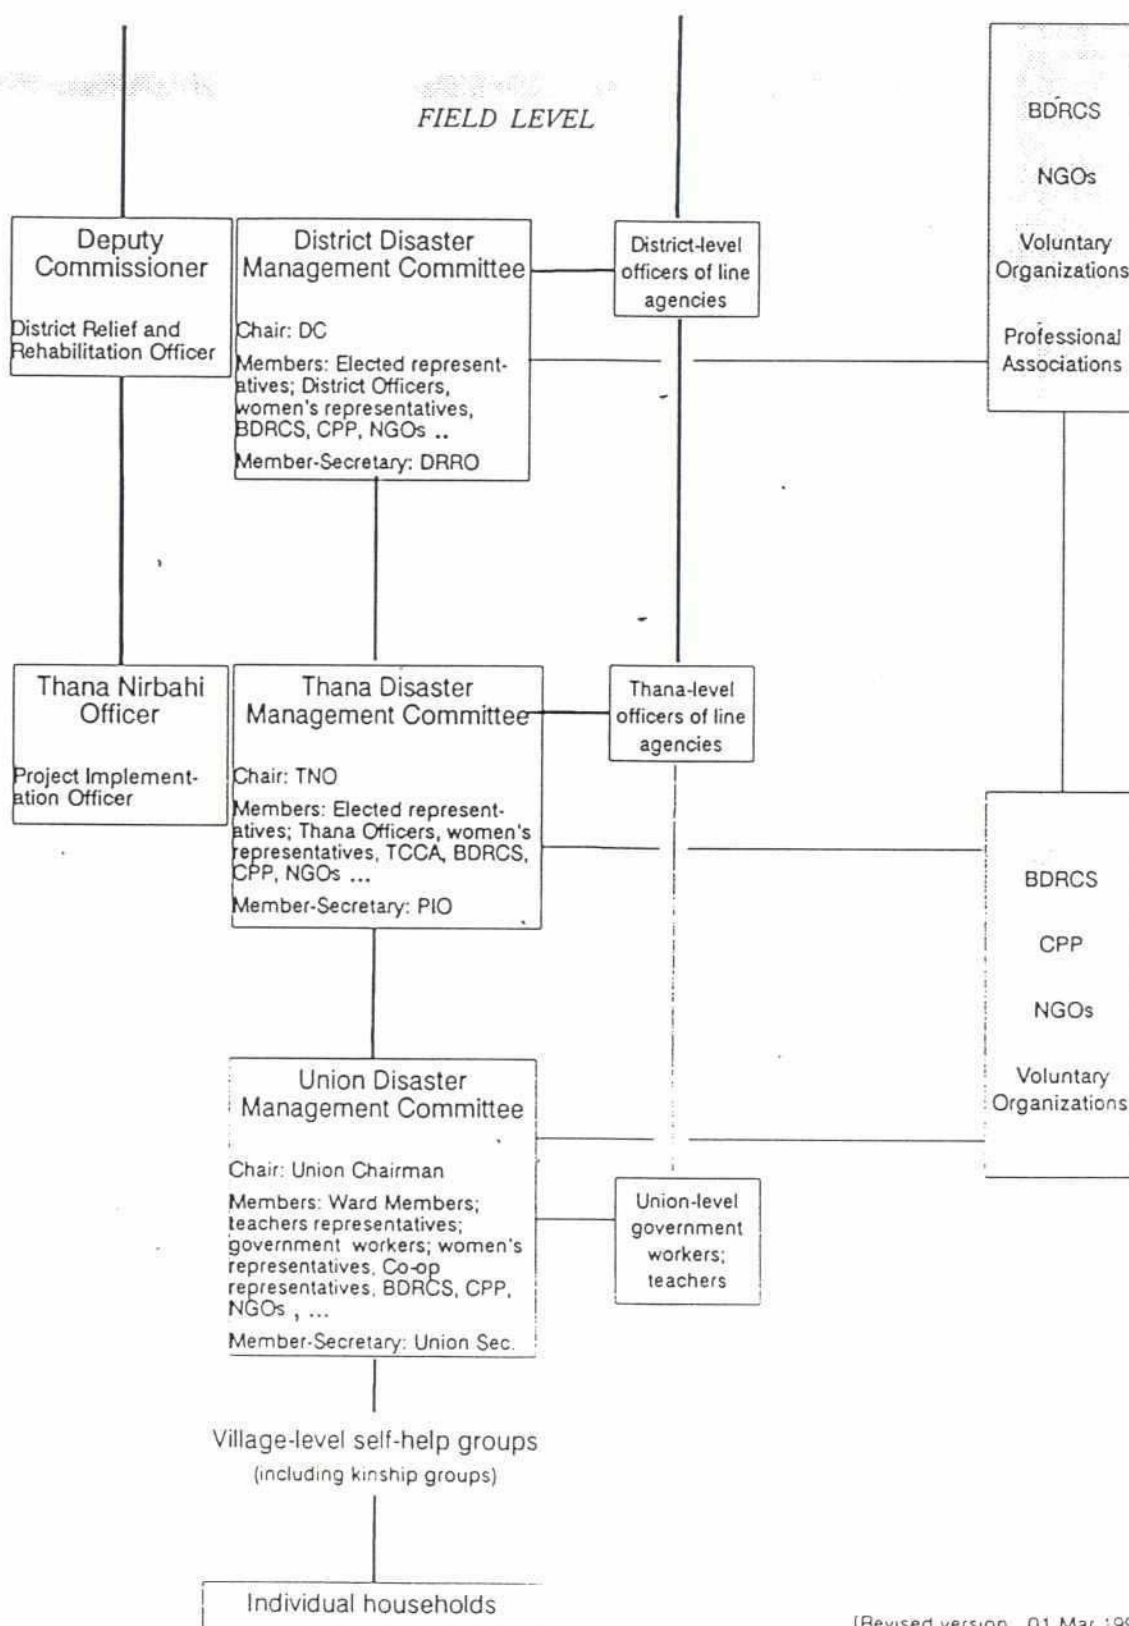 FIELD LEVEL
Deputy
Commissioner
District Relief and
Rehabilitation Officer
District Disaster
Management Committee
Chair: DC
Members: Elected represent-
atives; District Officers,
women's representatives,
BDRCS, CPP, NGOs ..
Member-Secretary: DRRO
District-level
officers of line
agencies
BDRCS
NGOs
Voluntary
Organizations
Professional
Associations
Thana Nirbahi
Officer
Project Implement-
ation Officer
Thana Disaster
Management Committee
Chair: TNO
Members: Elected represent-
atives; Thana Officers, women's
representatives, TCCA, BDRCS,
CPP, NGOs ...
Member-Secretary: PIO
Thana-level
officers of line
agencies
BDRCS
CPP
NGOs
Voluntary
Organizations
Union Disaster
Management Committee
Chair: Union Chairman
Members: Ward Members;
teachers representatives;
government workers; women's
representatives, Co-op
representatives, BDRCS, CPP,
NGOs , ...
Member-Secretary: Union Sec.
Union-level
government
workers;
teachers
Village-level self-help groups
(including kinship groups)
Individual households
[Revised version 01 Mar 199